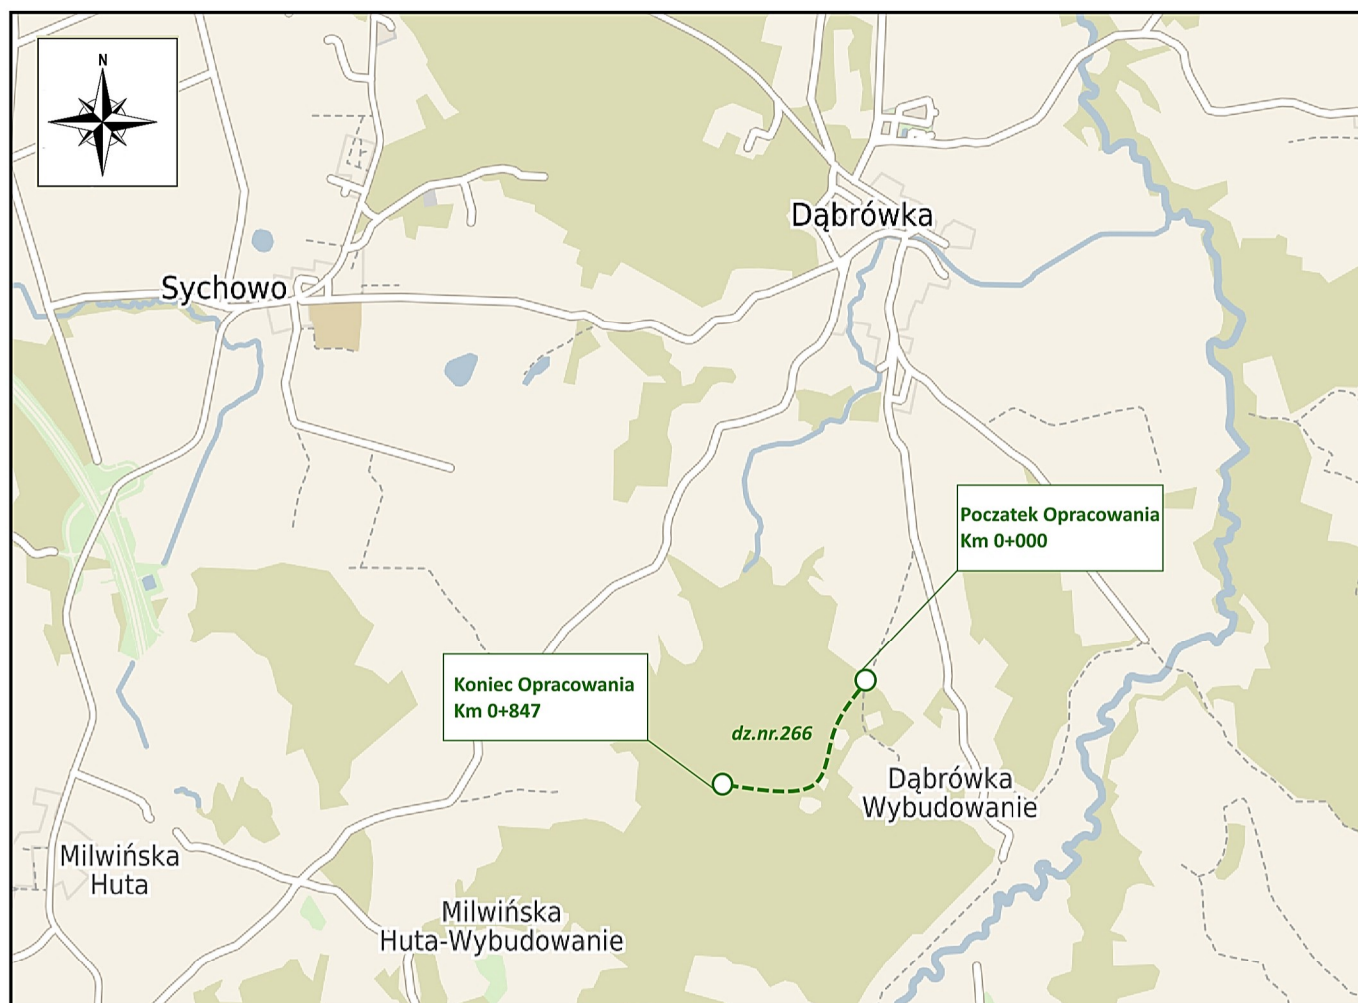 N
Dąbrówka
Sychowo
Poczatek Opracowania
Km 0+000
Koniec Opracowania
Km 0+847
dz.nr.266
Dąbrówka
Wybudowanie
Milwińska
Huta
Milwińska
Huta-Wybudowanie